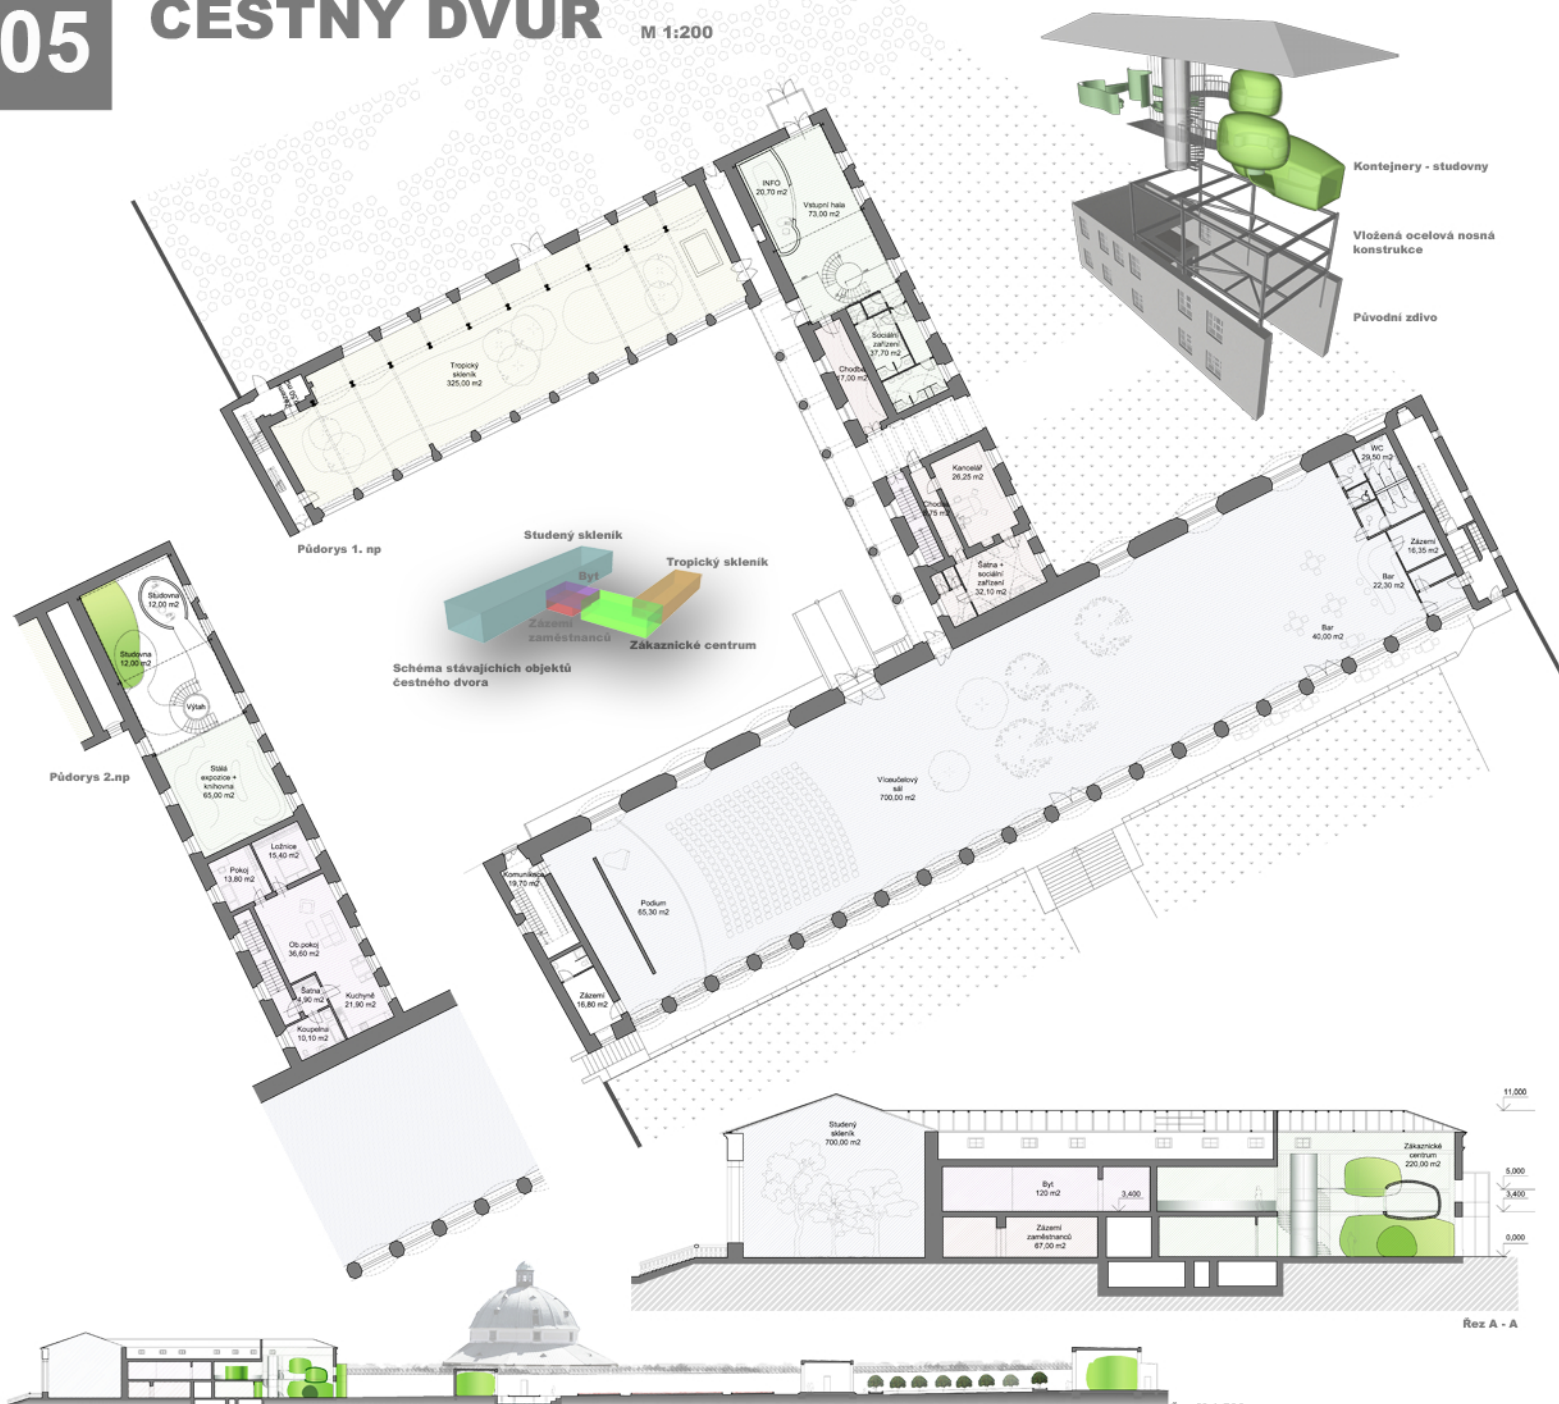 05
ČESTNÝ DVŮR
M 1:200
Kontejnery - studovny
Vložená ocelová nosná
konstrukce
Původní zdivo
INFO
20,70 m2
Vstupní hala
73,00 m2
Sociální
zařízení
37,70 m2
Chodba
17,00 m2
Tropický
skleník
325,00 m2
Půdorys 1. np
Kancelář
26,25 m2
Chodba
Šatna +
sociální
zařízení
32,10 m2
WC
29,50 m2
Zázemí
16,35 m2
Bar
22,30 m2
Bar
40,00 m2
Víceučelový
sál
700,00 m2
Podium
65,30 m2
Komunikace
19,70 m2
Zázemí
16,80 m2
Studený skleník
Tropický skleník
Byt
Zázemí
zaměstnanců
Zákaznické centrum
Schéma stávajíchích objektů
čestného dvora
Studovna
12,00 m2
Studovna
12,00 m2
Výtah
Půdorys 2.np
Stálá
expozice +
knihovna
65,00 m2
Ložnice
15,40 m2
Pokoj
13,80 m2
Ob.pokoj
36,60 m2
Šatna
4,90 m2
Kuchyně
21,90 m2
Koupelna
10,10 m2
Studený
skleník
700,00 m2
Byt
120 m2
3,400
Zázemí
zaměstnanců
67,00 m2
Zákaznické
centrum
220,00 m2
11,000
5,000
3,400
0,000
Řez A - A